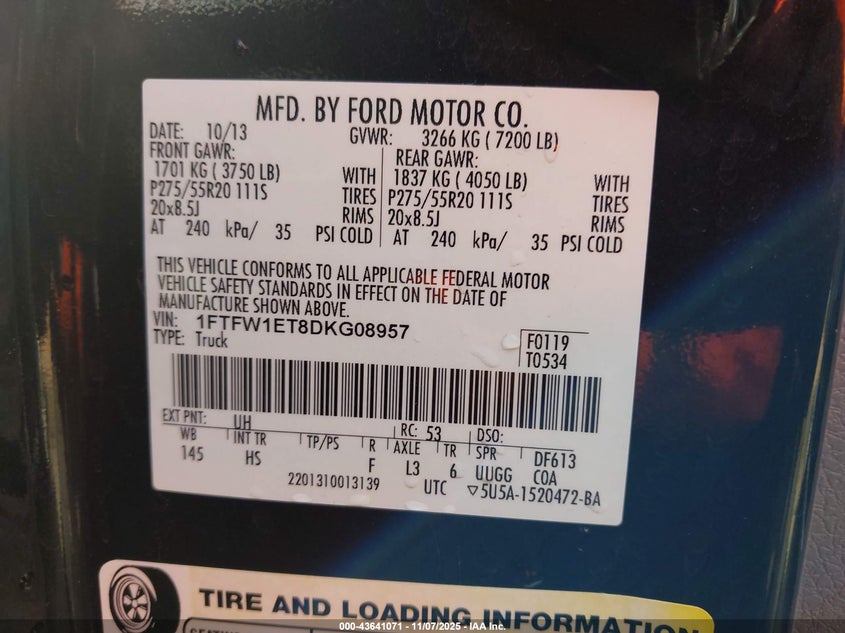 MFD. BY FORD MOTOR CO.
DATE: 10/13 GVWR: 3266 KG ( 7200 LB)
FRONT GAWR: REAR GAWR:
1701 KG ( 3750 LB) WITH 1837 KG ( 4050 LB) WITH
P275/55R20 111S TIRES P275/55R20 111S TIRES
20x8.5J RIMS 20x8.5J RIMS
AT 240 kPa/ 35 PSI COLD AT 240 kPa/ 35 PSI COLD
THIS VEHICLE CONFORMS TO ALL APPLICABLE FEDERAL MOTOR
VEHICLE SAFETY STANDARDS IN EFFECT ON THE DATE OF
MANUFACTURE SHOWN ABOVE.
VIN: 1FTFW1ET8DKG08957 F0119
TYPE: Truck T0534
EXT PNT: UH RC: 53 DSO:
WB INT TR TP/PS R AXLE TR SPR DF613
145 HS F L3 6 UUGG COA
2201310013139 UTC ▽5U5A-1520472-BA
TIRE AND LOADING INFORMATION
000-43641071 - 11/07/2025 - IAA Inc.